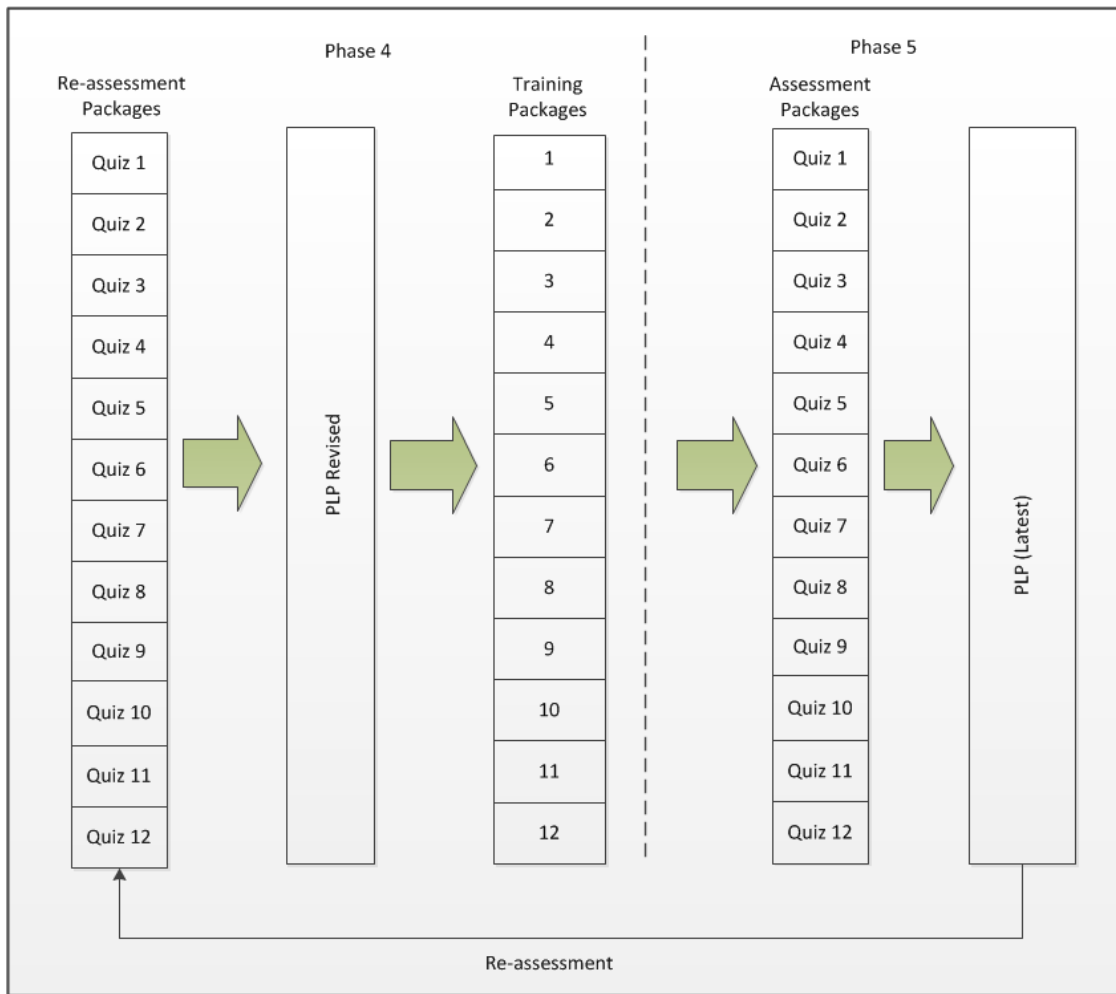 Phase 4
Phase 5
Re-assessment
Packages
Quiz 1
Quiz 2
Quiz 3
Quiz 4
Quiz 5
Quiz 6
Quiz 7
Quiz 8
Quiz 9
Quiz 10
Quiz 11
Quiz 12
PLP Revised
Training
Packages
1
2
3
4
5
6
7
8
9
10
11
12
Assessment
Packages
Quiz 1
Quiz 2
Quiz 3
Quiz 4
Quiz 5
Quiz 6
Quiz 7
Quiz 8
Quiz 9
Quiz 10
Quiz 11
Quiz 12
PLP (Latest)
Re-assessment